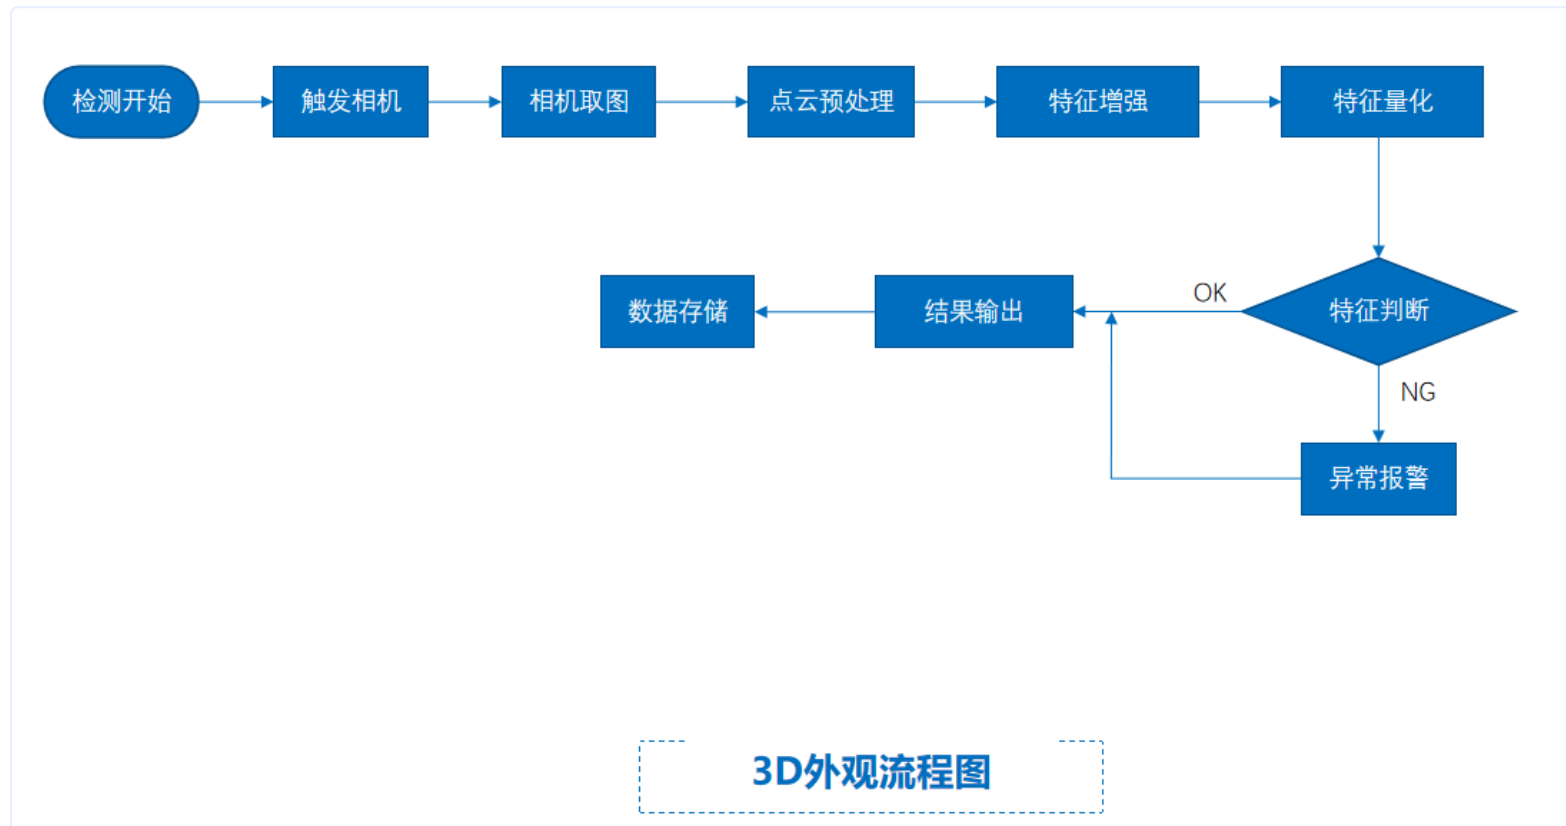 检测开始
触发相机
相机取图
点云预处理
特征增强
特征量化
特征判断
OK
结果输出
数据存储
NG
异常报警
3D外观流程图